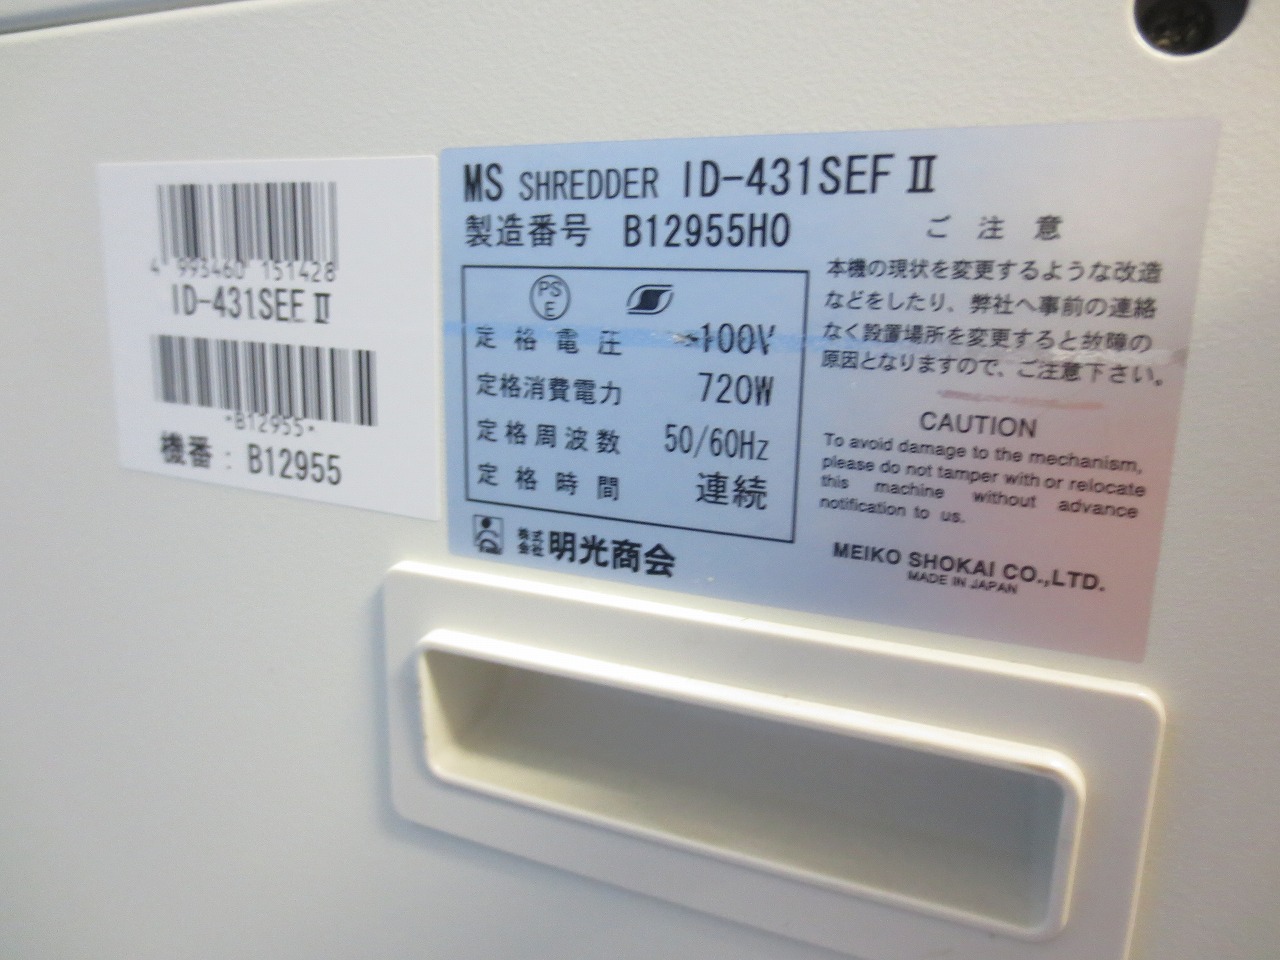 4 993460 151428
ID-431SEFⅡ
*B12955*
機番：B12955
MS SHREDDER ID-431SEFⅡ
製造番号 B12955H0
PS
E
定格電圧 100V
定格消費電力 720W
定格周波数 50/60Hz
定格時間 連続
株式
会社 明光商会
ご注意
本機の現状を変更するような改造
などをしたり、弊社へ事前の連絡
なく設置場所を変更すると故障の
原因となりますので、ご注意下さい。
CAUTION
To avoid damage to the mechanism,
please do not tamper with or relocate
this machine without advance
notification to us.
MEIKO SHOKAI CO.,LTD.
MADE IN JAPAN